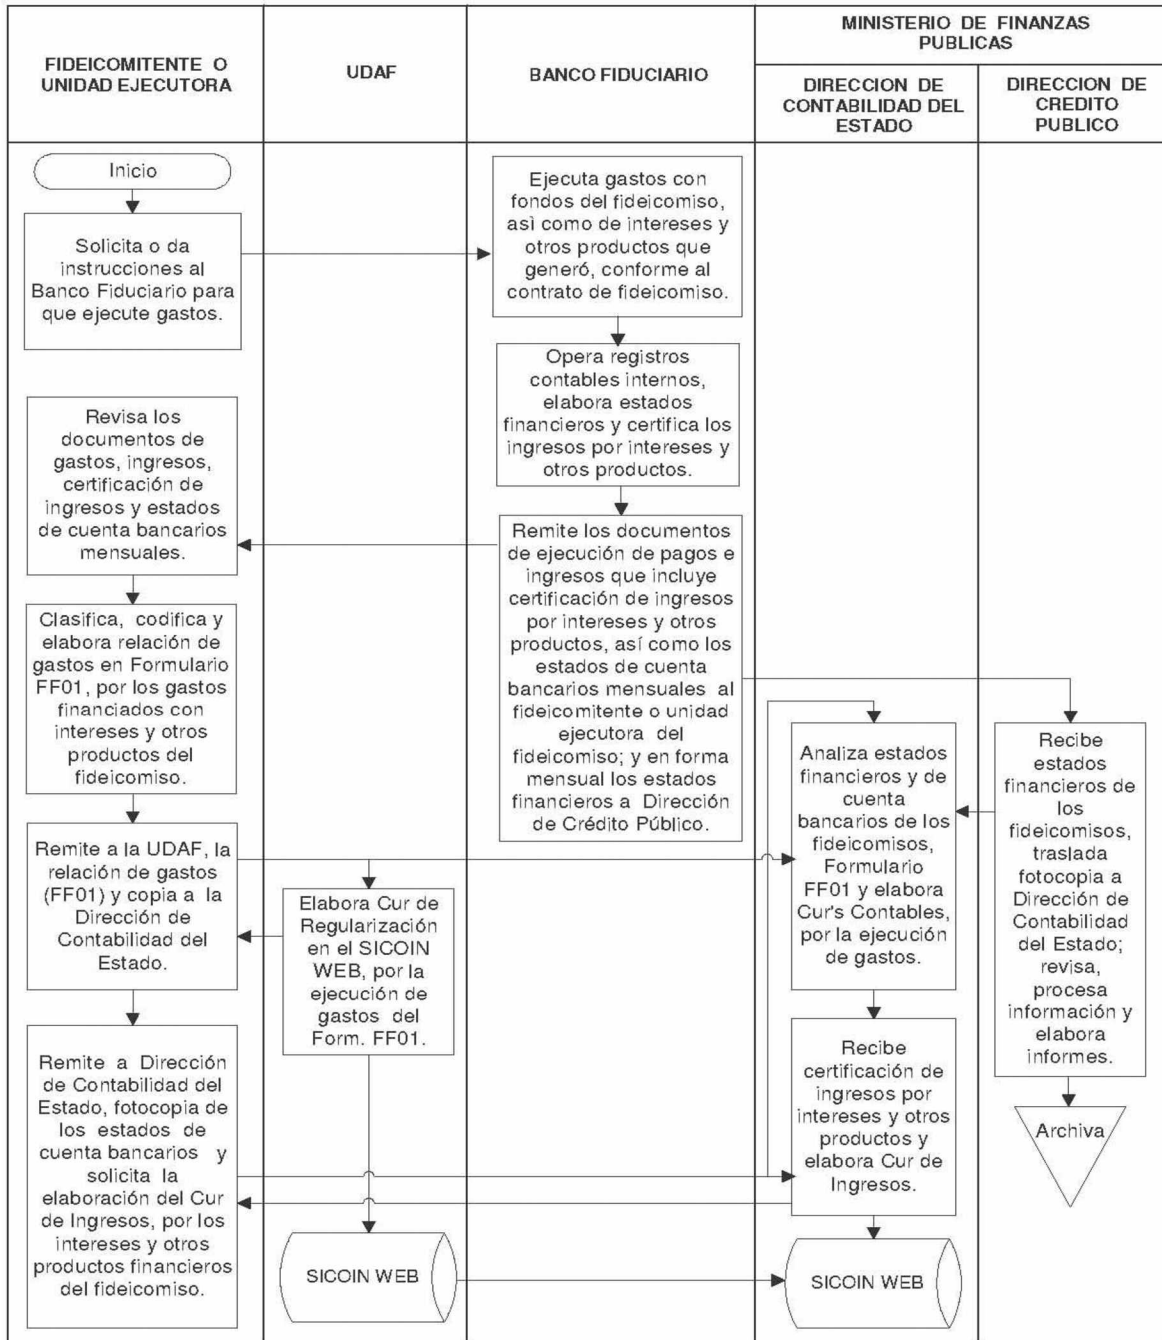 MINISTERIO DE FINANZAS
PUBLICAS
FIDEICOMITENTE O
UNIDAD EJECUTORA
UDAF
BANCO FIDUCIARIO
DIRECCION DE
CONTABILIDAD DEL
ESTADO
DIRECCION DE
CREDITO
PUBLICO
Inicio
Solicita o da
instrucciones al
Banco Fiduciario para
que ejecute gastos.
Ejecuta gastos con
fondos del fideicomiso,
asì como de intereses y
otros productos que
generó, conforme al
contrato de fideicomiso.
Opera registros
contables internos,
elabora estados
financieros y certifica los
ingresos por intereses y
otros productos.
Revisa los
documentos de
gastos, ingresos,
certificación de
ingresos y estados
de cuenta bancarios
mensuales.
Remite los documentos
de ejecución de pagos e
ingresos que incluye
certificación de ingresos
por intereses y otros
productos, así como los
estados de cuenta
bancarios mensuales al
fideicomitente o unidad
ejecutora del
fideicomiso; y en forma
mensual los estados
financieros a Dirección
de Crédito Público.
Clasifica, codifica y
elabora relación de
gastos en Formulario
FF01, por los gastos
financiados con
intereses y otros
productos del
fideicomiso.
Remite a la UDAF, la
relación de gastos
(FF01) y copia a la
Dirección de
Contabilidad del
Estado.
Elabora Cur de
Regularización
en el SICOIN
WEB, por la
ejecución de
gastos del
Form. FF01.
Analiza estados
financieros y de
cuenta
bancarios de los
fideicomisos,
Formulario
FF01 y elabora
Cur's Contables,
por la ejecución
de gastos.
Recibe
estados
financieros de
los
fideicomisos,
traslada
fotocopia a
Dirección de
Contabilidad
del Estado;
revisa,
procesa
información y
elabora
informes.
Remite a Dirección
de Contabilidad del
Estado, fotocopia de
los estados de
cuenta bancarios y
solicita la
elaboración del Cur
de Ingresos, por los
intereses y otros
productos financieros
del fideicomiso.
Recibe
certificación de
ingresos por
intereses y otros
productos y
elabora Cur de
Ingresos.
Archiva
SICOIN WEB
SICOIN WEB